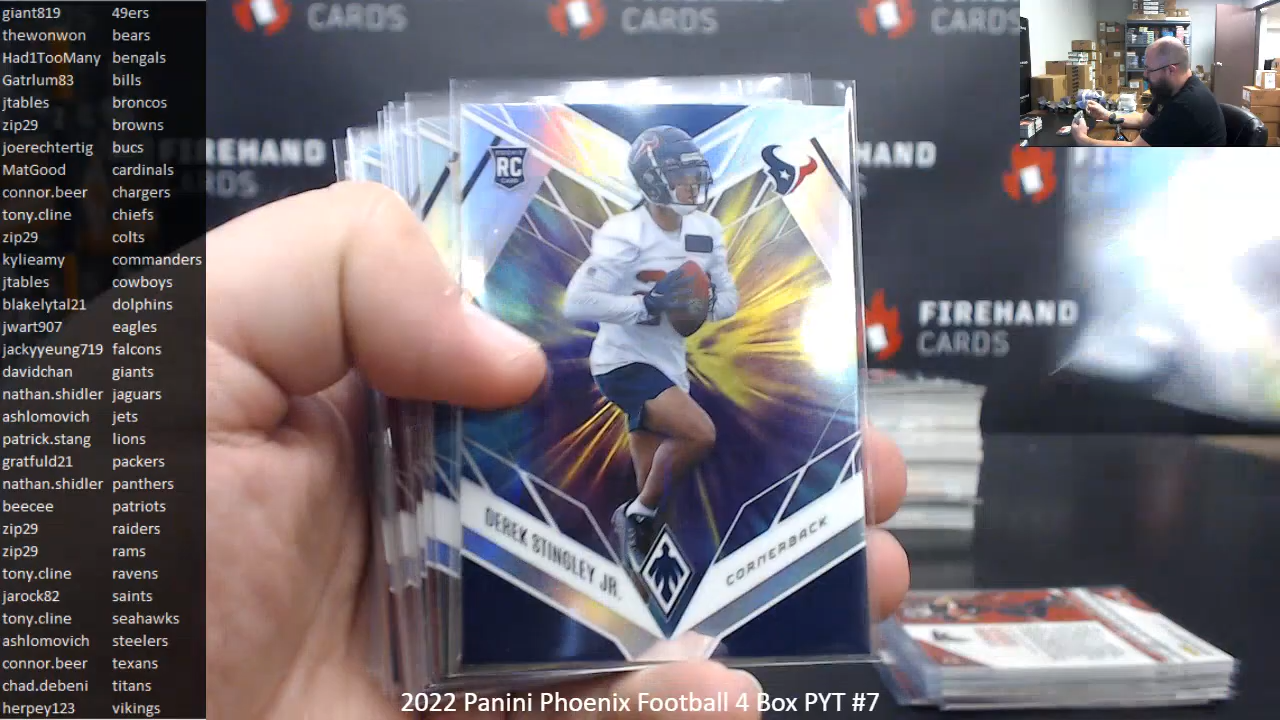 giant819 49ers
thewonwon bears
Had1TooMany bengals
Gatrlum83 bills
jtables broncos
zip29 browns
joerechtertig bucs
MatGood cardinals
connor.beer chargers
tony.cline chiefs
zip29 colts
kylieamy commanders
jtables cowboys
blakelytal21 dolphins
jwart907 eagles
jackyyeung719 falcons
davidchan giants
nathan.shidler jaguars
ashlomovich jets
patrick.stang lions
gratfuld21 packers
nathan.shidler panthers
beecee patriots
zip29 raiders
zip29 rams
tony.cline ravens
jarock82 saints
tony.cline seahawks
ashlomovich steelers
connor.beer texans
chad.debeni titans
herpey123 vikings
CARDS
CARDS
CARDS
FIREHAND
CARDS
RC
DEREK STINGLEY JR.
CORNERBACK
2022 Panini Phoenix Football 4 Box PYT #7